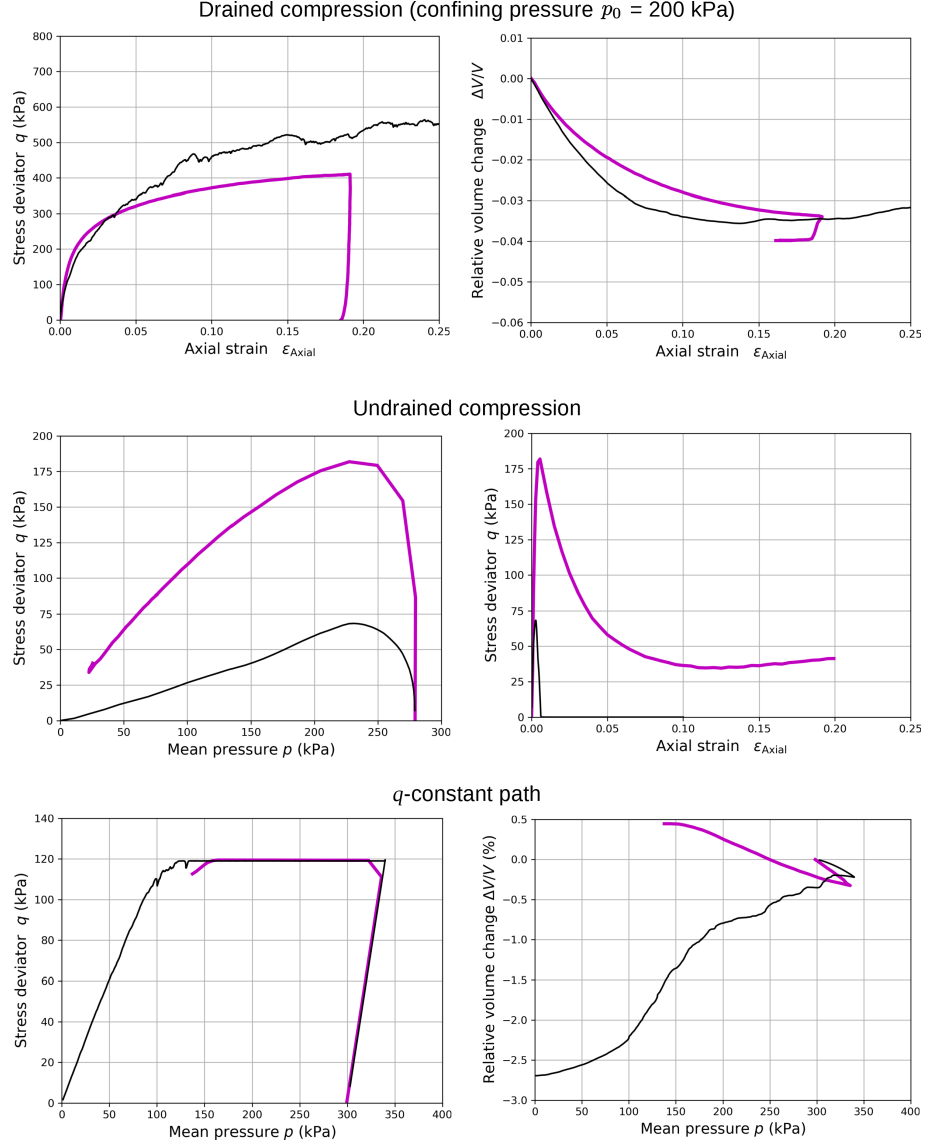 Drained compression (confining pressure p₀ = 200 kPa)
800
700
600
500
400
300
200
100
0
Stress deviator q (kPa)
0.00 0.05 0.10 0.15 0.20 0.25
Axial strain ε_Axial
0.01
0.00
−0.01
−0.02
−0.03
−0.04
−0.05
−0.06
Relative volume change ΔV/V
0.00 0.05 0.10 0.15 0.20 0.25
Axial strain ε_Axial
Undrained compression
200
175
150
125
100
75
50
25
0
Stress deviator q (kPa)
0 50 100 150 200 250 300
Mean pressure p (kPa)
200
175
150
125
100
75
50
25
0
Stress deviator q (kPa)
0.00 0.05 0.10 0.15 0.20 0.25
Axial strain ε_Axial
q-constant path
140
120
100
80
60
40
20
0
Stress deviator q (kPa)
0 50 100 150 200 250 300 350 400
Mean pressure p (kPa)
0.5
0.0
−0.5
−1.0
−1.5
−2.0
−2.5
−3.0
Relative volume change ΔV/V (%)
0 50 100 150 200 250 300 350 400
Mean pressure p (kPa)